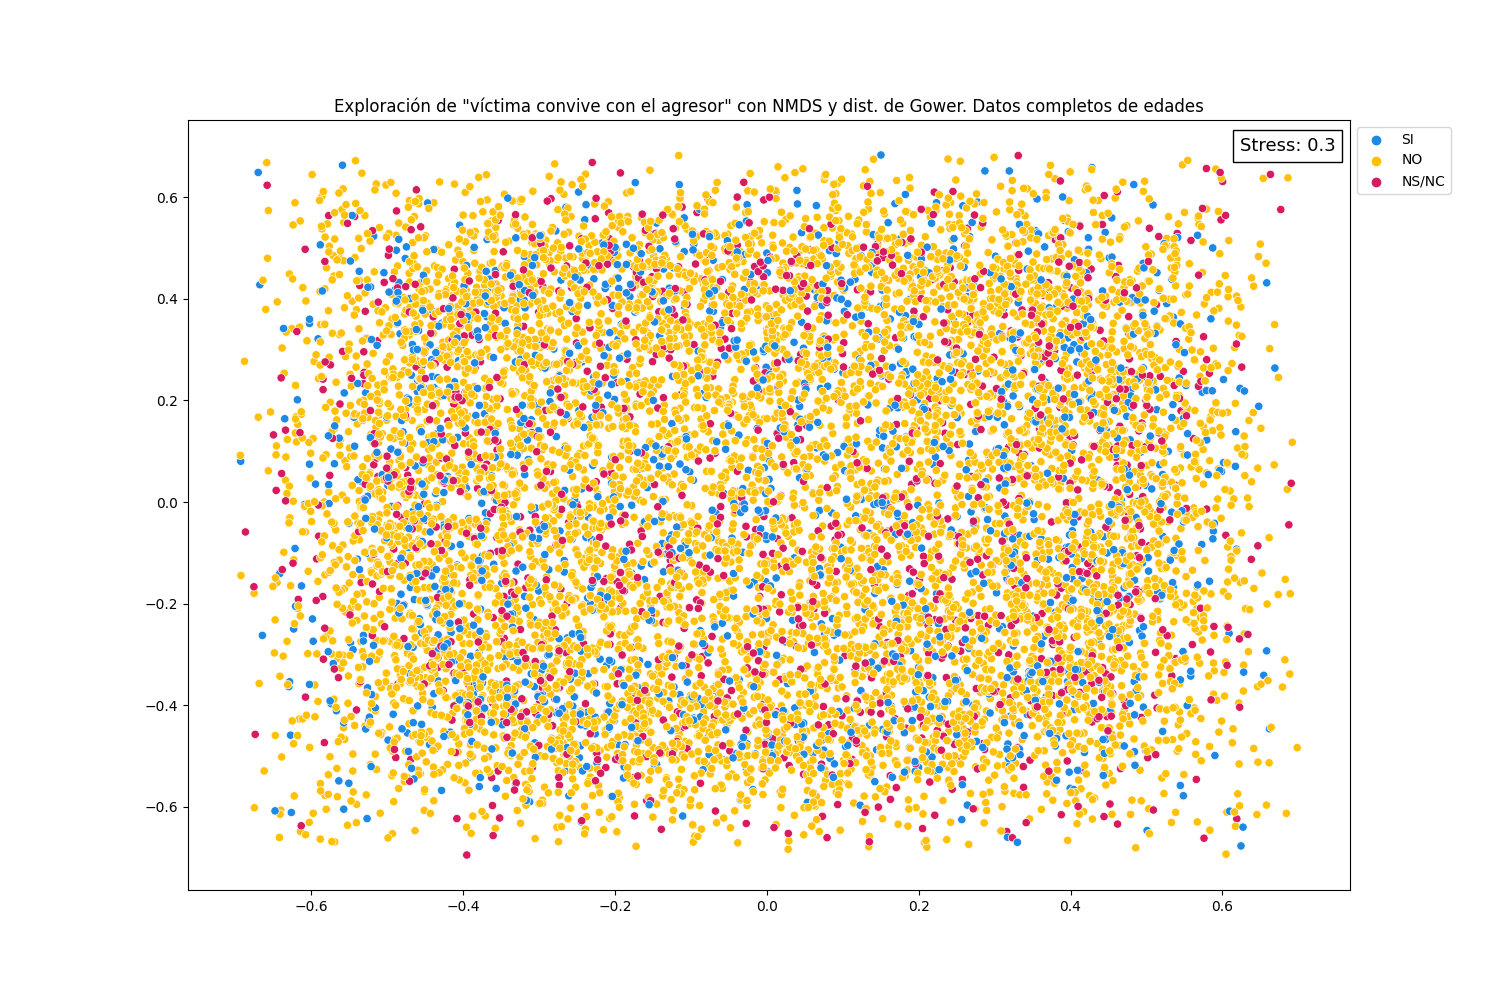 Exploración de "víctima convive con el agresor" con NMDS y dist. de Gower. Datos completos de edades
Stress: 0.3
SI
NO
NS/NC
0.6
0.4
0.2
0.0
−0.2
−0.4
−0.6
−0.6
−0.4
−0.2
0.0
0.2
0.4
0.6